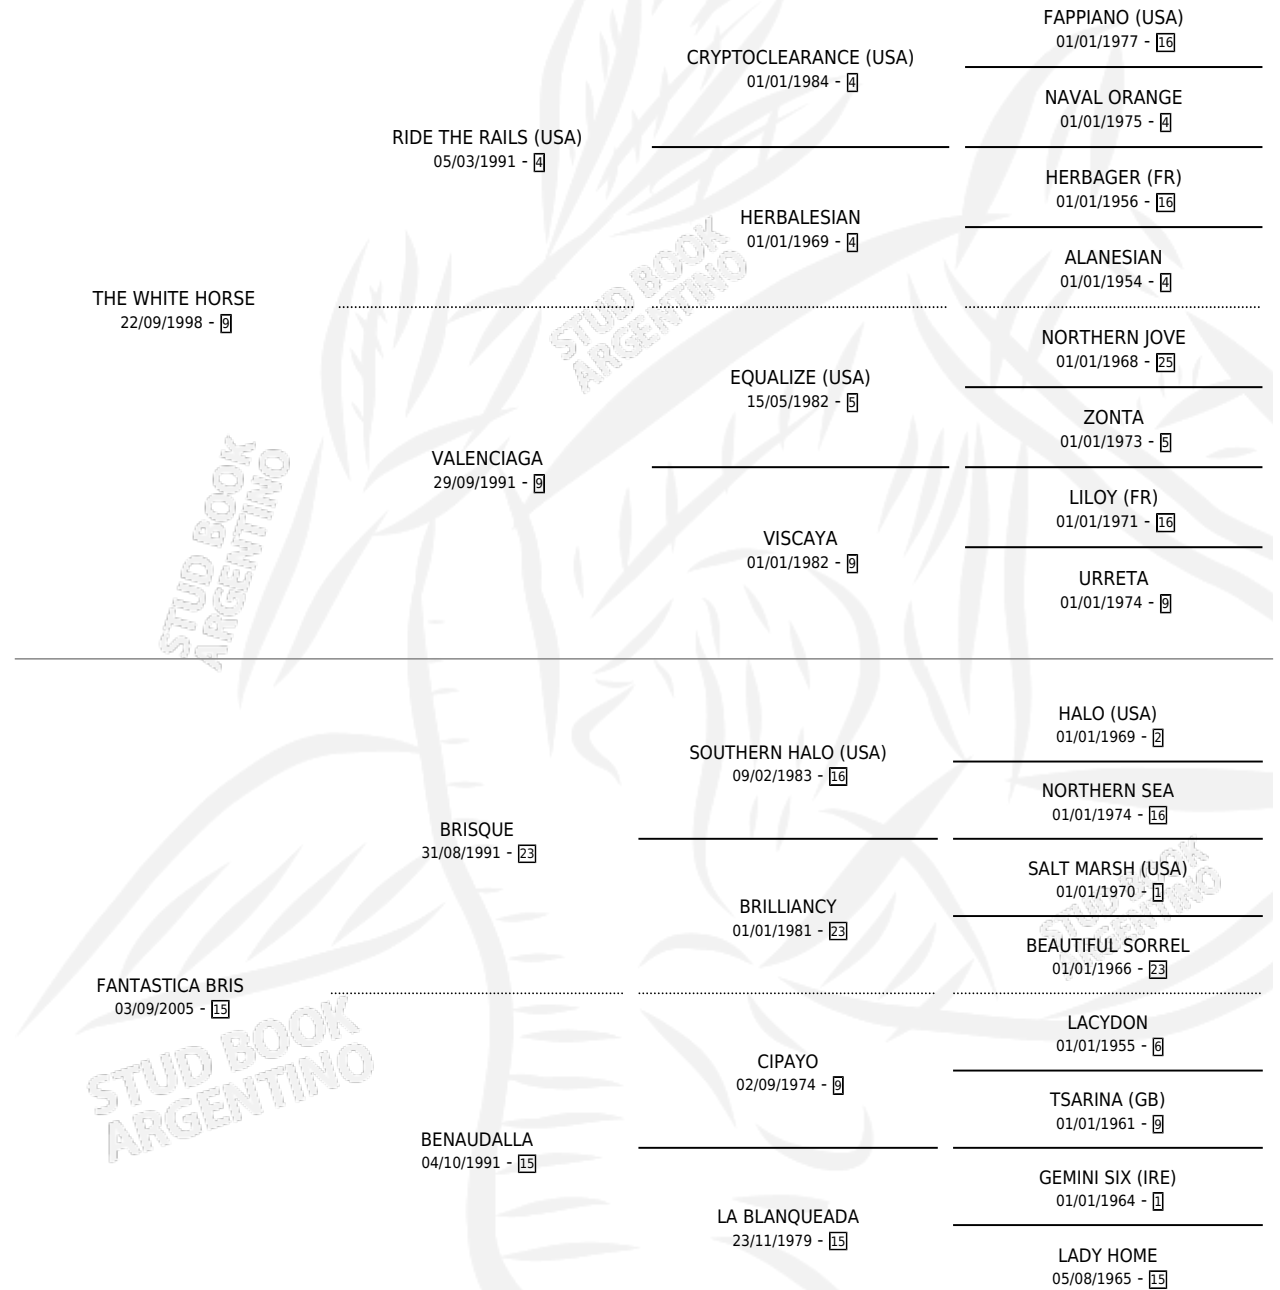 FAPPIANO (USA)
01/01/1977 - 16
CRYPTOCLEARANCE (USA)
01/01/1984 - 4
NAVAL ORANGE
01/01/1975 - 4
RIDE THE RAILS (USA)
05/03/1991 - 4
HERBAGER (FR)
01/01/1956 - 16
HERBALESIAN
01/01/1969 - 4
ALANESIAN
01/01/1954 - 4
THE WHITE HORSE
22/09/1998 - 9
STUD BOOK
ARGENTINO
NORTHERN JOVE
01/01/1968 - 25
EQUALIZE (USA)
15/05/1982 - 5
ZONTA
01/01/1973 - 5
VALENCIAGA
29/09/1991 - 9
LILOY (FR)
01/01/1971 - 16
VISCAYA
01/01/1982 - 9
URRETA
01/01/1974 - 9
STUD BOOK
ARGENTINO
HALO (USA)
01/01/1969 - 2
SOUTHERN HALO (USA)
09/02/1983 - 16
NORTHERN SEA
01/01/1974 - 16
BRISQUE
31/08/1991 - 23
SALT MARSH (USA)
01/01/1970 - 1
BRILLIANCY
01/01/1981 - 23
BEAUTIFUL SORREL
01/01/1966 - 23
STUD BOOK
ARGENTINO
FANTASTICA BRIS
03/09/2005 - 15
LACYDON
01/01/1955 - 6
CIPAYO
02/09/1974 - 9
TSARINA (GB)
01/01/1961 - 9
STUD BOOK
ARGENTINO
BENAUDALLA
04/10/1991 - 15
GEMINI SIX (IRE)
01/01/1964 - 1
LA BLANQUEADA
23/11/1979 - 15
LADY HOME
05/08/1965 - 15